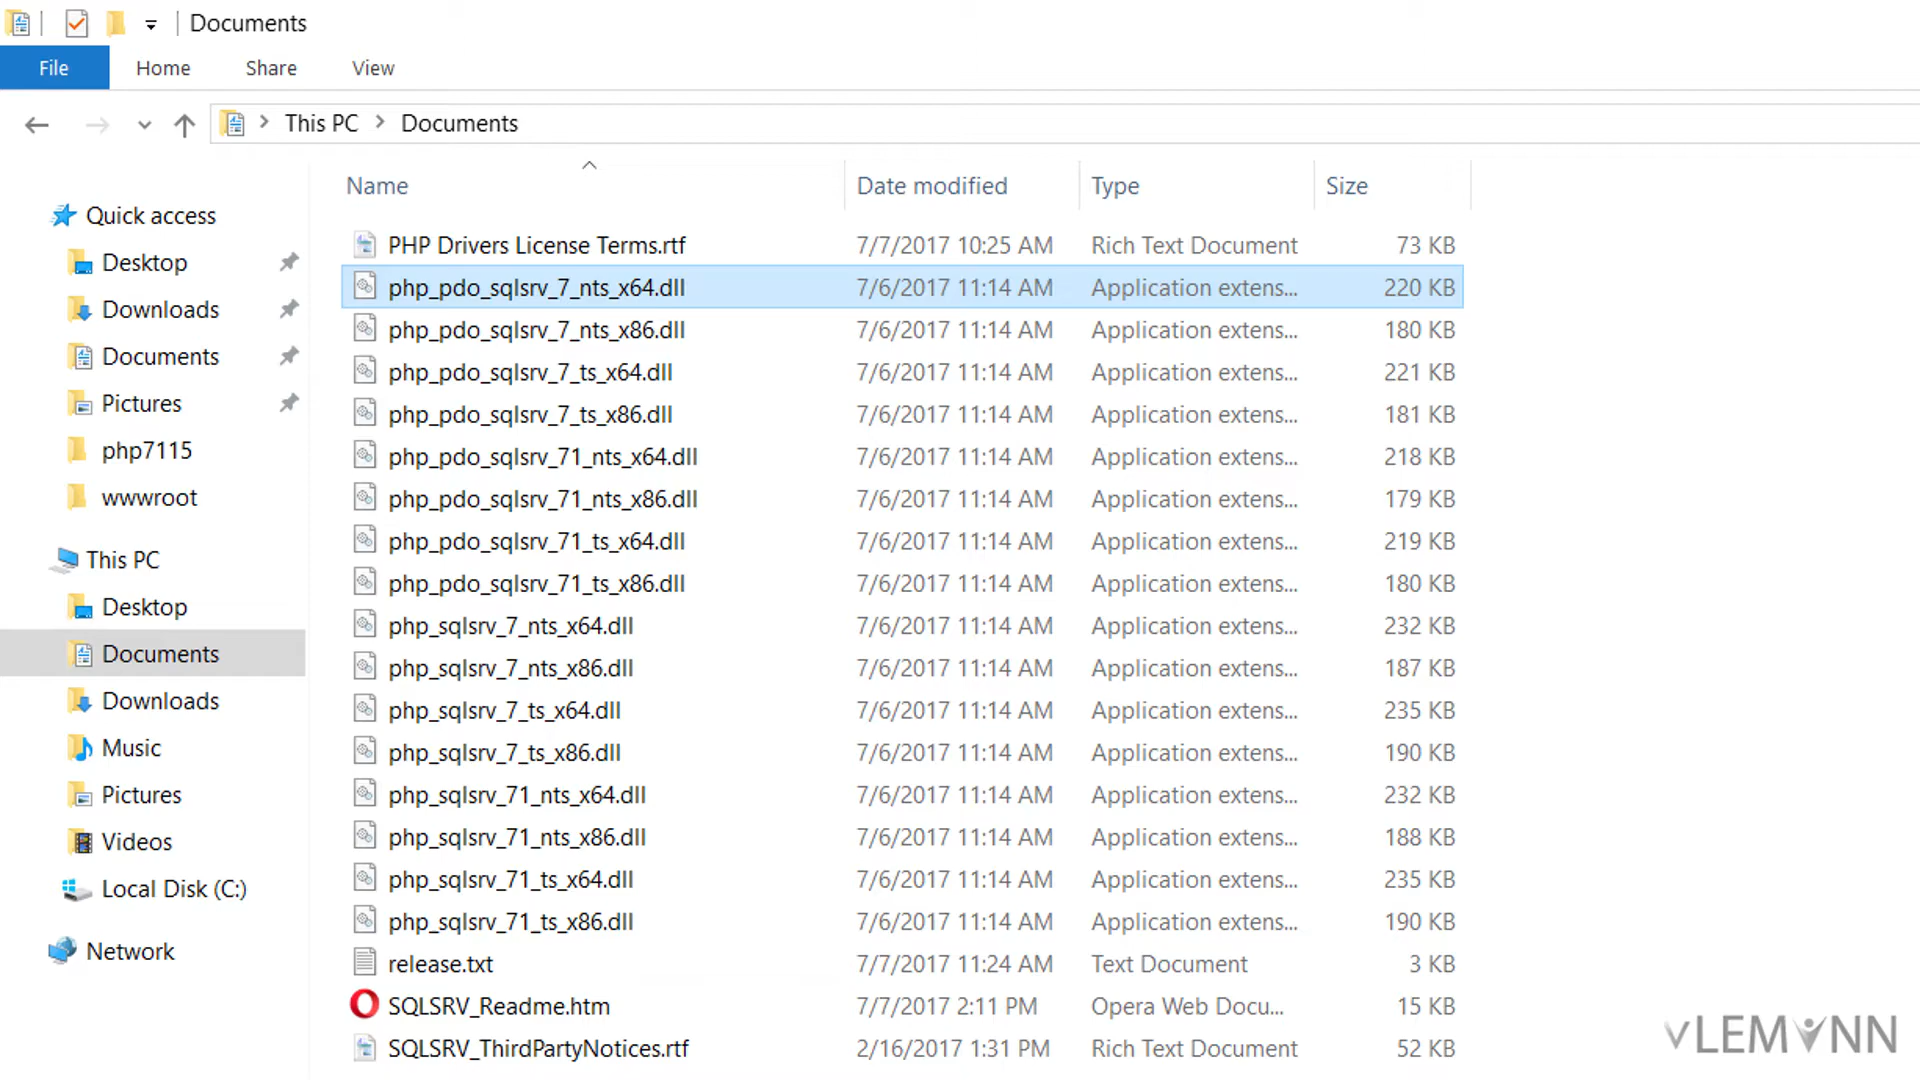 Documents
File Home Share View
This PC Documents
Name Date modified Type Size
Quick access
Desktop
Downloads
Documents
Pictures
php7115
wwwroot
This PC
Desktop
Documents
Downloads
Music
Pictures
Videos
Local Disk (C:)
Network
PHP Drivers License Terms.rtf 7/7/2017 10:25 AM Rich Text Document 73 KB
php_pdo_sqlsrv_7_nts_x64.dll 7/6/2017 11:14 AM Application extens... 220 KB
php_pdo_sqlsrv_7_nts_x86.dll 7/6/2017 11:14 AM Application extens... 180 KB
php_pdo_sqlsrv_7_ts_x64.dll 7/6/2017 11:14 AM Application extens... 221 KB
php_pdo_sqlsrv_7_ts_x86.dll 7/6/2017 11:14 AM Application extens... 181 KB
php_pdo_sqlsrv_71_nts_x64.dll 7/6/2017 11:14 AM Application extens... 218 KB
php_pdo_sqlsrv_71_nts_x86.dll 7/6/2017 11:14 AM Application extens... 179 KB
php_pdo_sqlsrv_71_ts_x64.dll 7/6/2017 11:14 AM Application extens... 219 KB
php_pdo_sqlsrv_71_ts_x86.dll 7/6/2017 11:14 AM Application extens... 180 KB
php_sqlsrv_7_nts_x64.dll 7/6/2017 11:14 AM Application extens... 232 KB
php_sqlsrv_7_nts_x86.dll 7/6/2017 11:14 AM Application extens... 187 KB
php_sqlsrv_7_ts_x64.dll 7/6/2017 11:14 AM Application extens... 235 KB
php_sqlsrv_7_ts_x86.dll 7/6/2017 11:14 AM Application extens... 190 KB
php_sqlsrv_71_nts_x64.dll 7/6/2017 11:14 AM Application extens... 232 KB
php_sqlsrv_71_nts_x86.dll 7/6/2017 11:14 AM Application extens... 188 KB
php_sqlsrv_71_ts_x64.dll 7/6/2017 11:14 AM Application extens... 235 KB
php_sqlsrv_71_ts_x86.dll 7/6/2017 11:14 AM Application extens... 190 KB
release.txt 7/7/2017 11:24 AM Text Document 3 KB
SQLSRV_Readme.htm 7/7/2017 2:11 PM Opera Web Docu... 15 KB
SQLSRV_ThirdPartyNotices.rtf 2/16/2017 1:31 PM Rich Text Document 52 KB
vLEMYNN